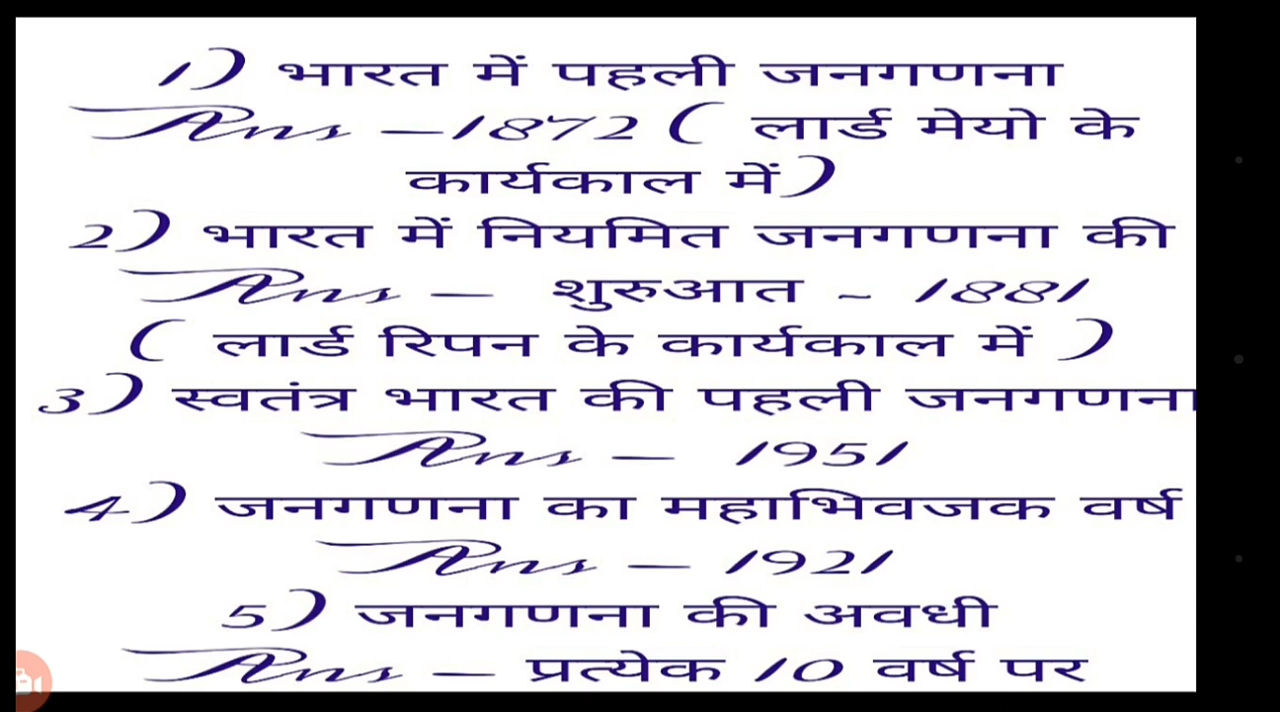 1) भारत में पहली जनगणना
Ans – 1872 ( लार्ड मेयो के
कार्यकाल में)
2) भारत में नियमित जनगणना की
Ans – शुरुआत ~ 1881
( लार्ड रिपन के कार्यकाल में )
3) स्वतंत्र भारत की पहली जनगणना
Ans – 1951
4) जनगणना का महाभिवजक वर्ष
Ans – 1921
5) जनगणना की अवधी
Ans – प्रत्येक 10 वर्ष पर